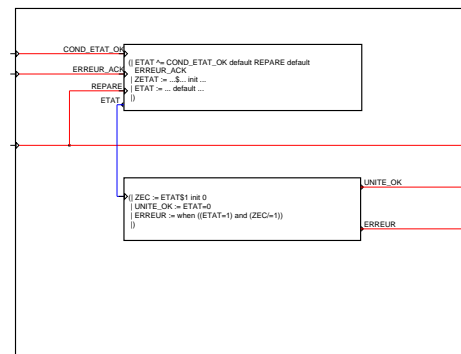 COND_ETAT_OK
(| ETAT ^= COND_ETAT_OK default REPARE default
ERREUR_ACK
ERREUR_ACK
| ZETAT := ...$... init ...
REPARE
| ETAT := ... default ...
ETAT
|)
UNITE_OK
(| ZEC := ETAT$1 init 0
| UNITE_OK := ETAT=0
| ERREUR := when ((ETAT=1) and (ZEC/=1))
ERREUR
|)